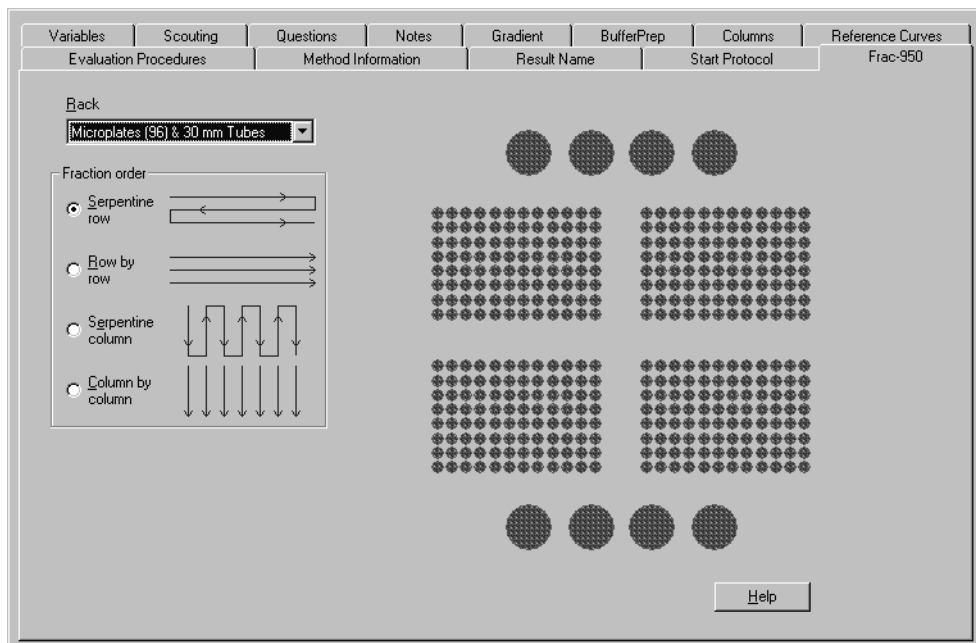 Variables Scouting Questions Notes Gradient BufferPrep Columns Reference Curves
Evaluation Procedures Method Information Result Name Start Protocol Frac-950
Rack
Microplates (96) & 30 mm Tubes
Fraction order
Serpentine
row
Row by
row
Serpentine
column
Column by
column
Help